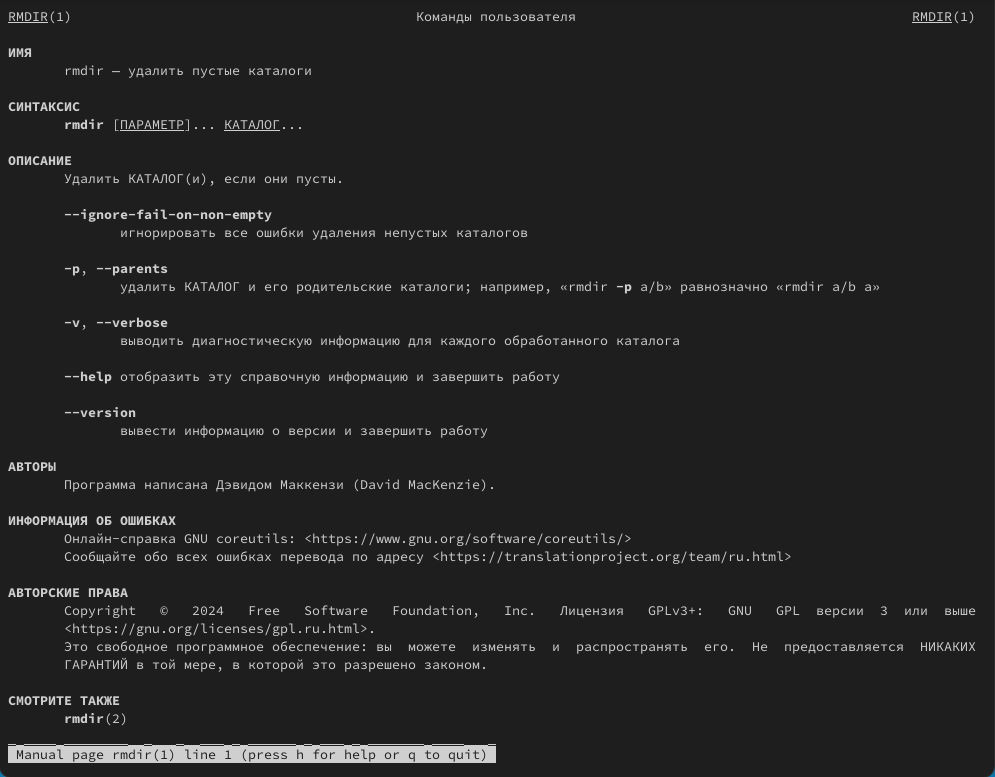 RMDIR(1) Команды пользователя RMDIR(1)
ИМЯ
rmdir — удалить пустые каталоги
СИНТАКСИС
rmdir [ПАРАМЕТР]... КАТАЛОГ...
ОПИСАНИЕ
Удалить КАТАЛОГ(и), если они пусты.
--ignore-fail-on-non-empty
игнорировать все ошибки удаления непустых каталогов
-p, --parents
удалить КАТАЛОГ и его родительские каталоги; например, «rmdir -p a/b» равнозначно «rmdir a/b a»
-v, --verbose
выводить диагностическую информацию для каждого обработанного каталога
--help отобразить эту справочную информацию и завершить работу
--version
вывести информацию о версии и завершить работу
АВТОРЫ
Программа написана Дэвидом Маккензи (David MacKenzie).
ИНФОРМАЦИЯ ОБ ОШИБКАХ
Онлайн-справка GNU coreutils: <https://www.gnu.org/software/coreutils/>
Сообщайте обо всех ошибках перевода по адресу <https://translationproject.org/team/ru.html>
АВТОРСКИЕ ПРАВА
Copyright © 2024 Free Software Foundation, Inc. Лицензия GPLv3+: GNU GPL версии 3 или выше
<https://gnu.org/licenses/gpl.ru.html>.
Это свободное программное обеспечение: вы можете изменять и распространять его. Не предоставляется НИКАКИХ
ГАРАНТИЙ в той мере, в которой это разрешено законом.
СМОТРИТЕ ТАКЖЕ
rmdir(2)
Manual page rmdir(1) line 1 (press h for help or q to quit)